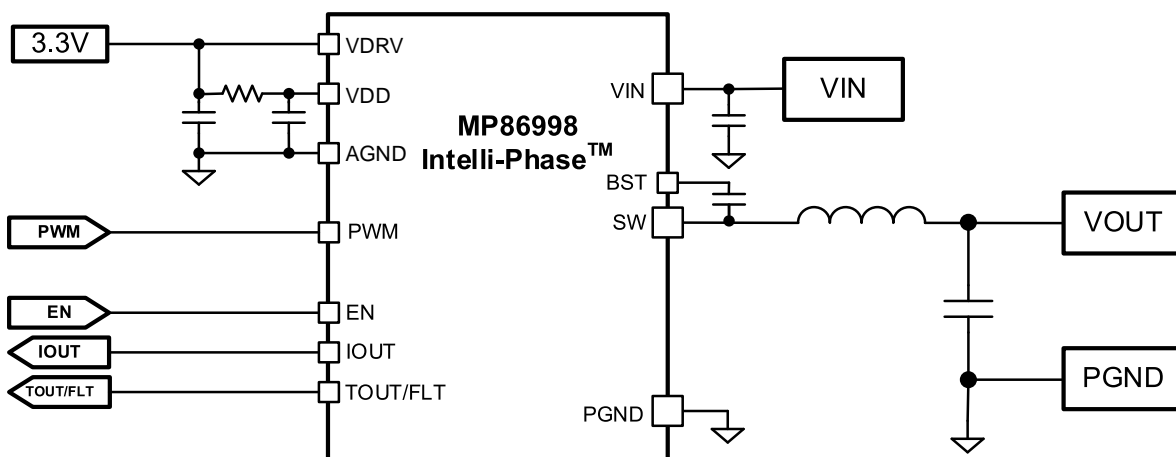 3.3V
VDRV
VDD
AGND
PWM
PWM
EN
EN
IOUT
IOUT
TOUT/FLT
TOUT/FLT
MP86998
Intelli-Phase™
VIN
VIN
BST
SW
VOUT
PGND
PGND